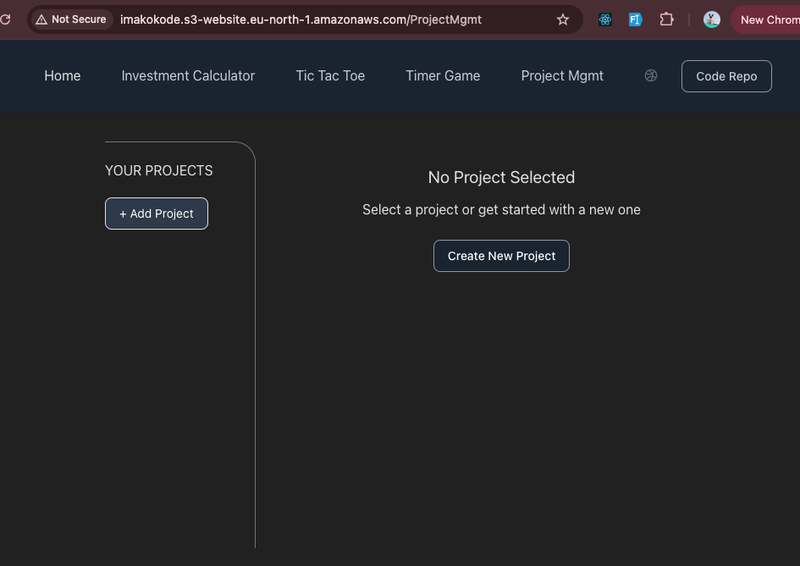 Not Secure imakokode.s3-website.eu-north-1.amazonaws.com/ProjectMgmt New Chrom
Home Investment Calculator Tic Tac Toe Timer Game Project Mgmt Code Repo
YOUR PROJECTS
+ Add Project
No Project Selected
Select a project or get started with a new one
Create New Project